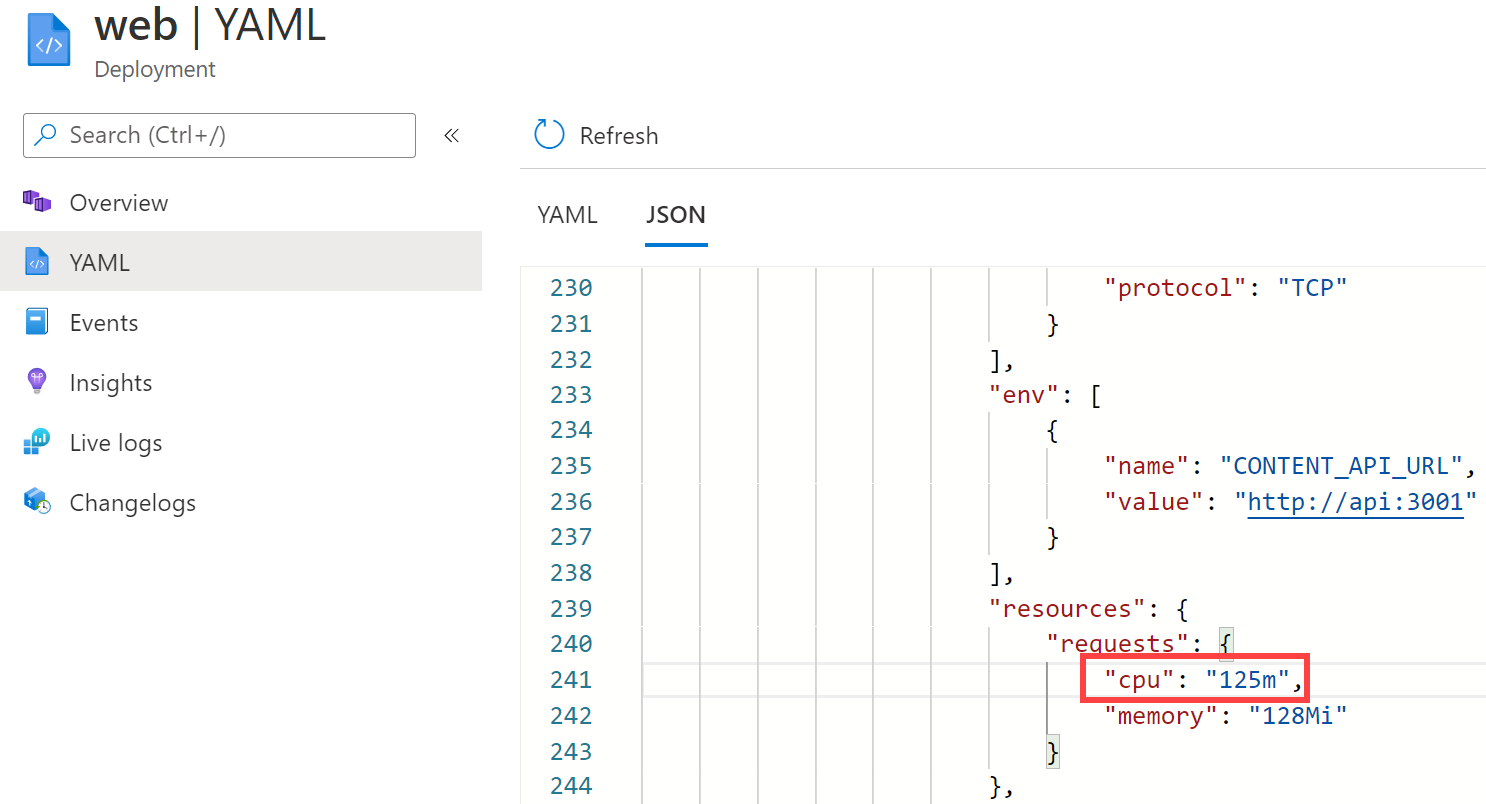 web | YAML
Deployment
Search (Ctrl+/)
«
Refresh
Overview
YAML
Events
Insights
Live logs
Changelogs
YAML JSON
230 "protocol": "TCP"
231 }
232 ],
233 "env": [
234 {
235 "name": "CONTENT_API_URL",
236 "value": "http://api:3001"
237 }
238 ],
239 "resources": {
240 "requests": {
241 "cpu": "125m",
242 "memory": "128Mi"
243 }
244 },